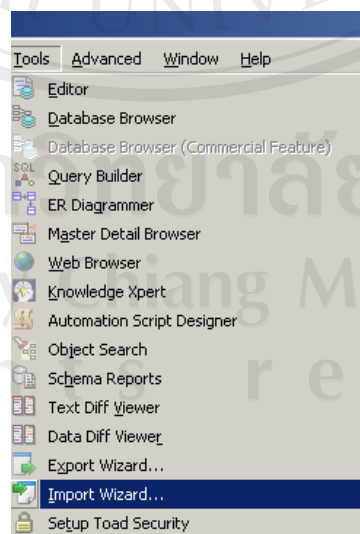 Tools Advanced Window Help
Editor
Database Browser
Database Browser (Commercial Feature)
SQL Query Builder
ER Diagrammer
Master Detail Browser
Web Browser
Knowledge Xpert
Automation Script Designer
Object Search
Schema Reports
Text Diff Viewer
Data Diff Viewer
Export Wizard...
Import Wizard...
Setup Toad Security